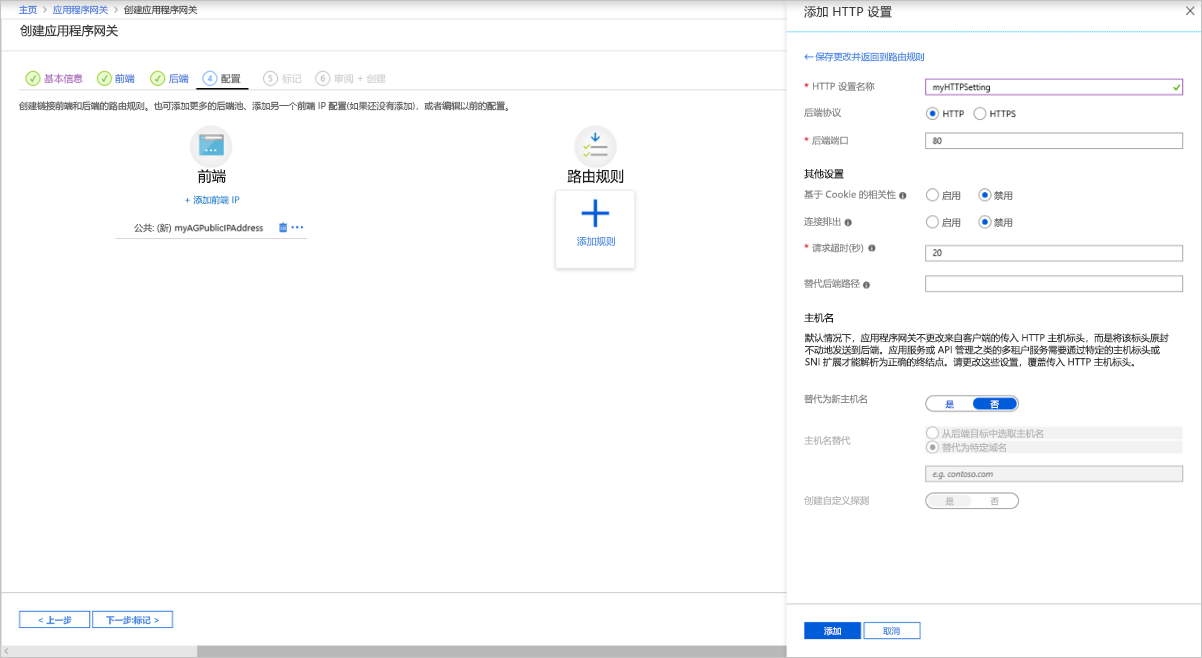 主页 > 应用程序网关 > 创建应用程序网关
创建应用程序网关
基本信息 前端 后端 4 配置 5 标记 6 审阅 + 创建
创建链接前端和后端的路由规则。也可添加更多的后端池、添加另一个前端 IP 配置(如果还没有添加)，或者编辑以前的配置。
前端
+ 添加前端 IP
公共: (新) myAGPublicIPAddress
路由规则
添加规则
< 上一步
下一步:标记 >
添加 HTTP 设置
← 保存更改并返回到路由规则
* HTTP 设置名称 myHTTPSetting
后端协议 HTTP HTTPS
* 后端端口 80
其他设置
基于 Cookie 的相关性 启用 禁用
连接排出 启用 禁用
* 请求超时(秒) 20
替代后端路径
主机名
默认情况下，应用程序网关不更改来自客户端的传入 HTTP 主机标头，而是将该标头原封
不动地发送到后端。应用服务或 API 管理之类的多租户服务需要通过特定的主机标头或
SNI 扩展才能解析为正确的终结点。请更改这些设置，覆盖传入 HTTP 主机标头。
替代为新主机名 是 否
主机名替代 从后端目标中选取主机名
替代为特定域名
e.g. contoso.com
创建自定义探测 是 否
添加 取消